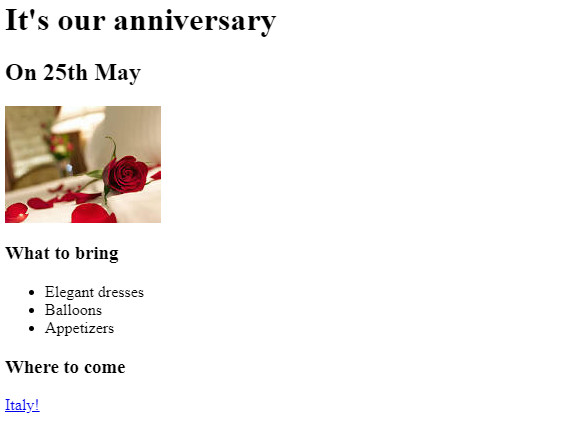 It's our anniversary
On 25th May
What to bring
Elegant dresses
Balloons
Appetizers
Where to come
Italy!